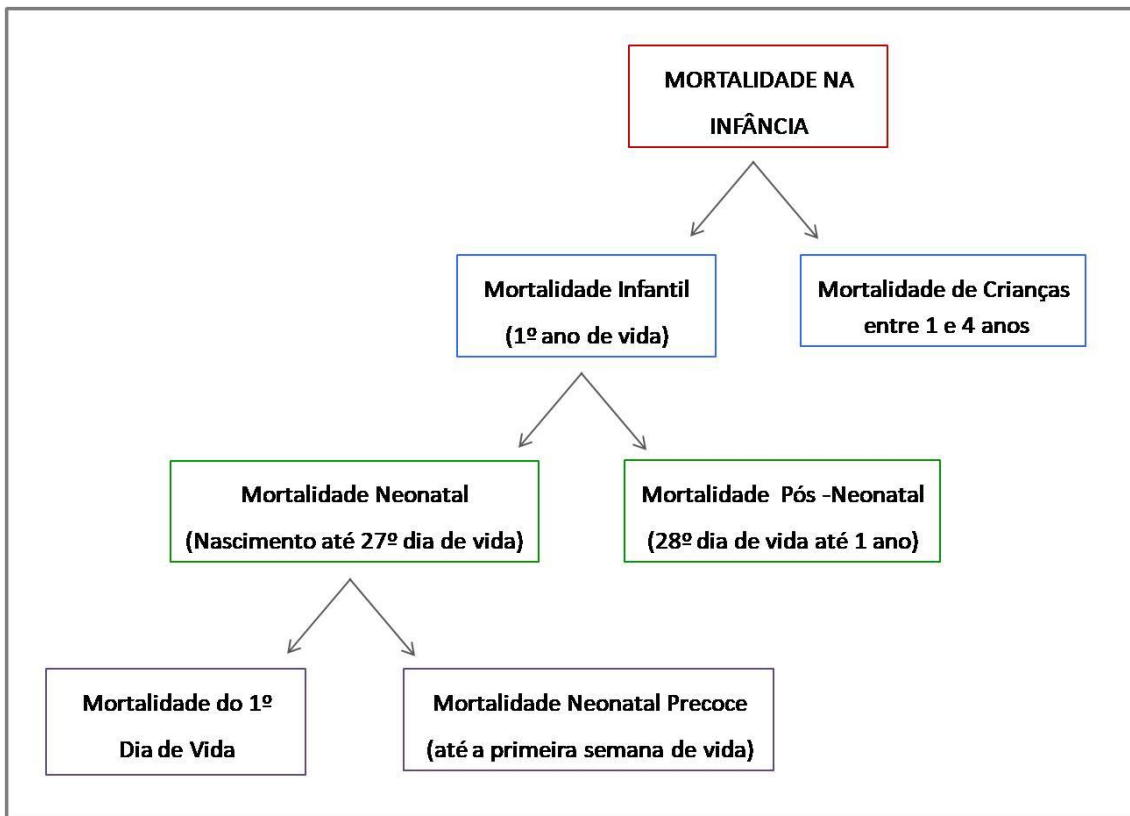 MORTALIDADE NA
INFÂNCIA
Mortalidade Infantil
(1º ano de vida)
Mortalidade de Crianças
entre 1 e 4 anos
Mortalidade Neonatal
(Nascimento até 27º dia de vida)
Mortalidade Pós -Neonatal
(28º dia de vida até 1 ano)
Mortalidade do 1º
Dia de Vida
Mortalidade Neonatal Precoce
(até a primeira semana de vida)